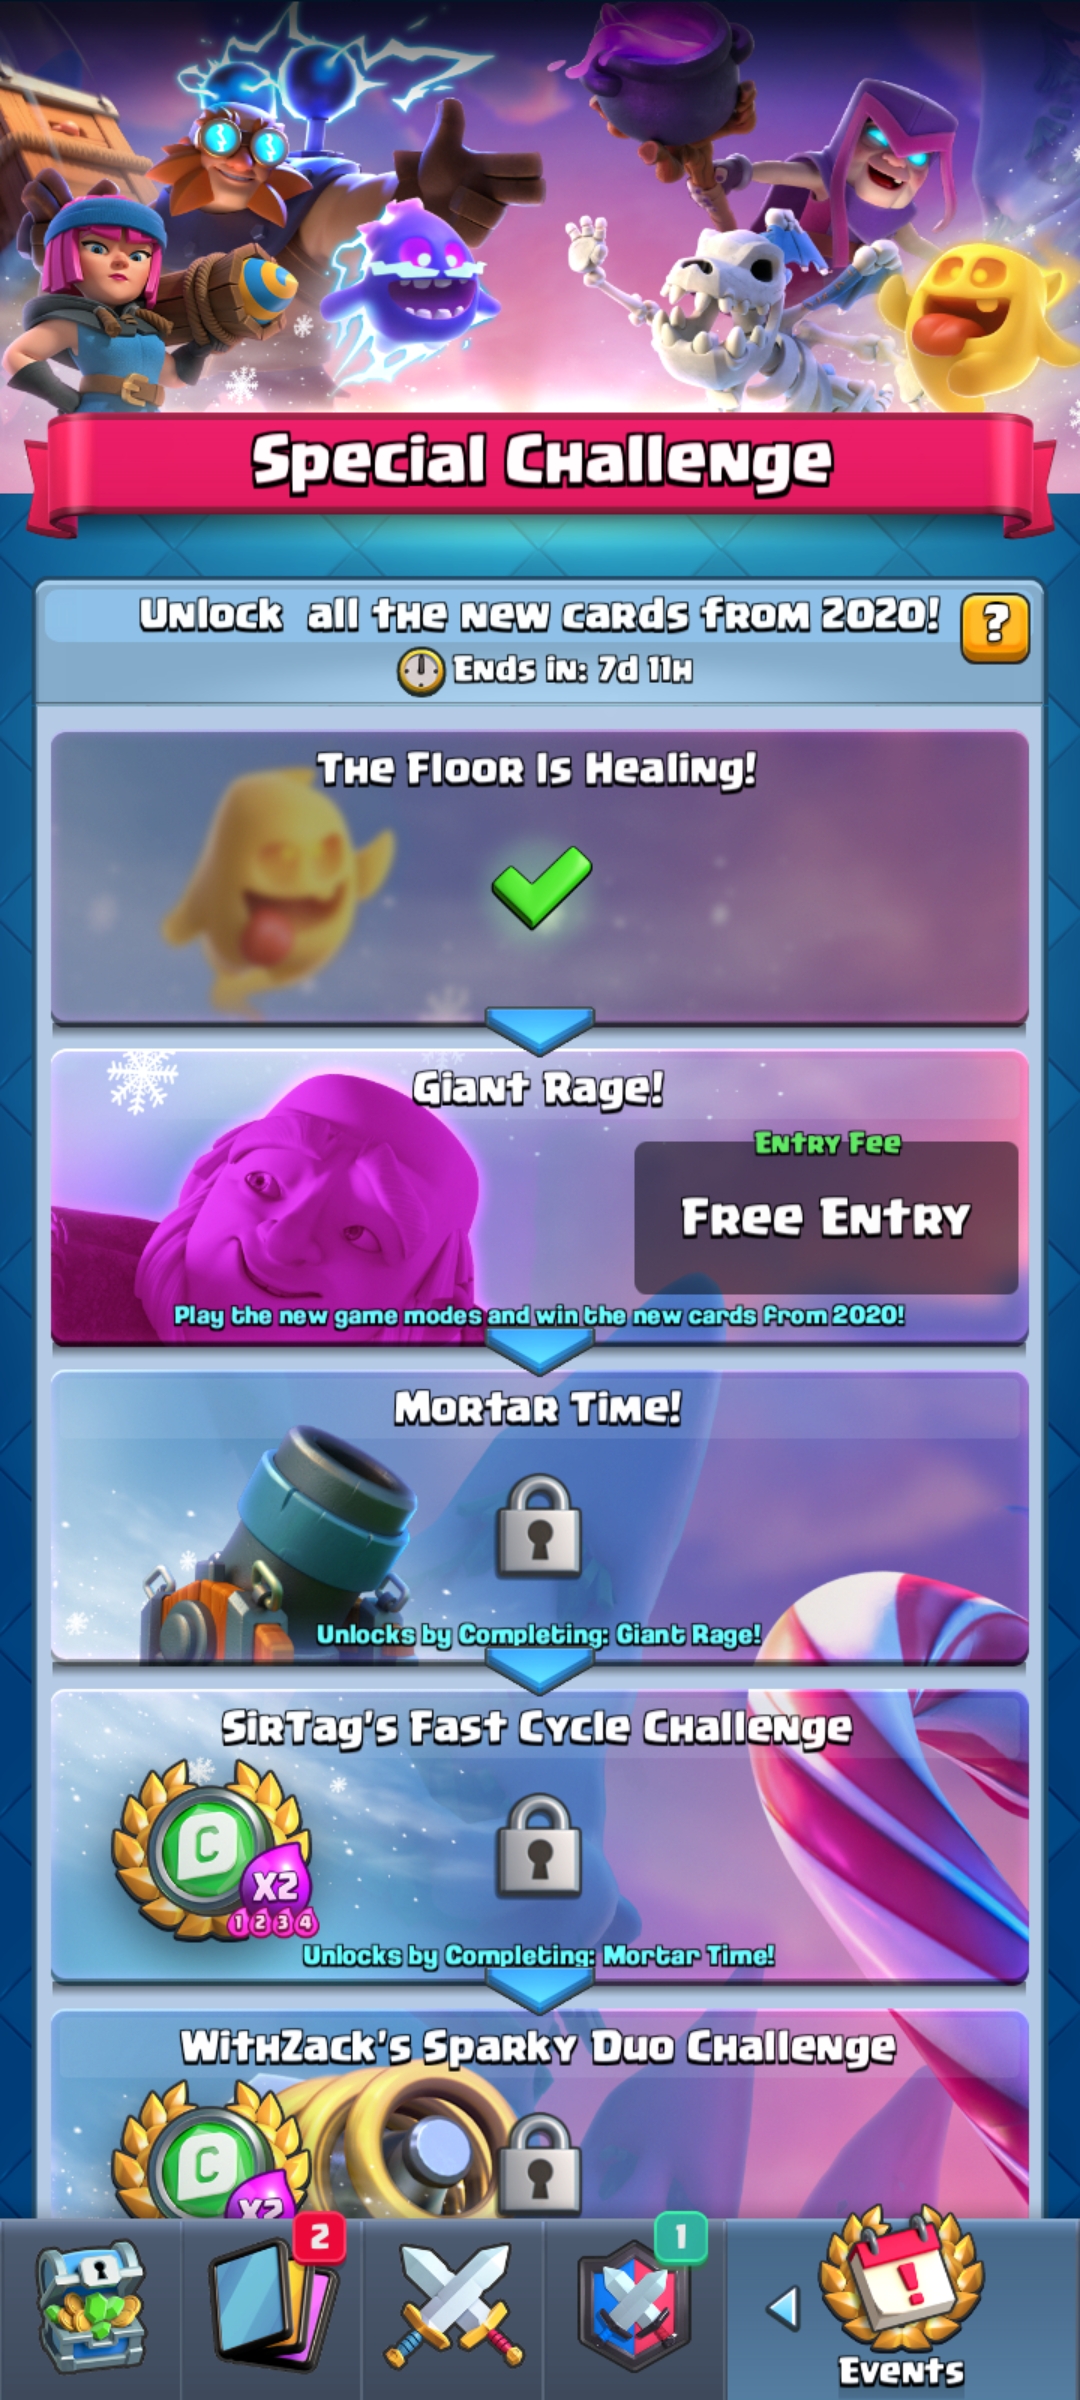 Special Challenge
Unlock all the new cards from 2020!
?
Ends in: 7d 11h
The Floor Is Healing!
Giant Rage!
Entry Fee
Free Entry
Play the new game modes and win the new cards from 2020!
Mortar Time!
Unlocks by Completing: Giant Rage!
SirTag's Fast Cycle Challenge
C
X2
1 2 3 4
Unlocks by Completing: Mortar Time!
WithZack's Sparky Duo Challenge
C
X2
2
1
!
Events